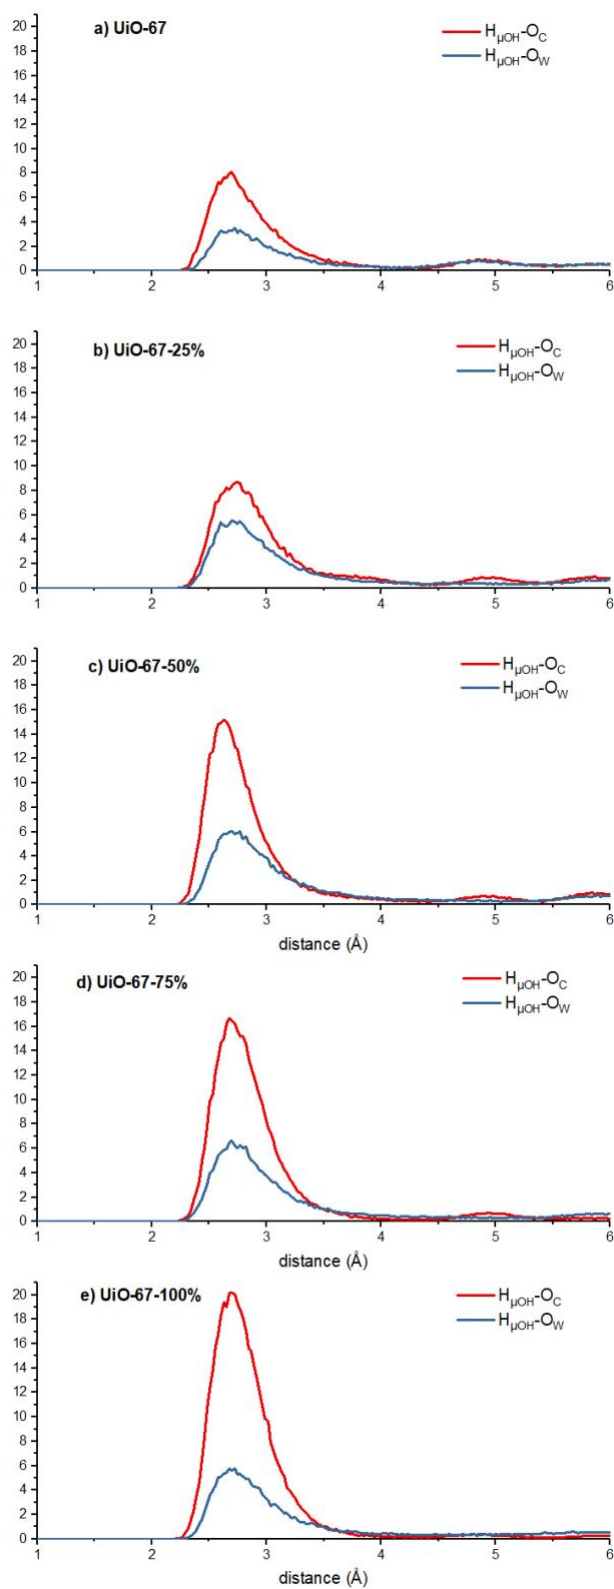 a) UiO-67
HμOH-OC
HμOH-OW
20
18
16
14
12
10
8
6
4
2
0
1 2 3 4 5 6
b) UiO-67-25%
HμOH-OC
HμOH-OW
20
18
16
14
12
10
8
6
4
2
0
1 2 3 4 5 6
c) UiO-67-50%
HμOH-OC
HμOH-OW
20
18
16
14
12
10
8
6
4
2
0
1 2 3 4 5 6
distance (Å)
d) UiO-67-75%
HμOH-OC
HμOH-OW
20
18
16
14
12
10
8
6
4
2
0
1 2 3 4 5 6
distance (Å)
e) UiO-67-100%
HμOH-OC
HμOH-OW
20
18
16
14
12
10
8
6
4
2
0
1 2 3 4 5 6
distance (Å)